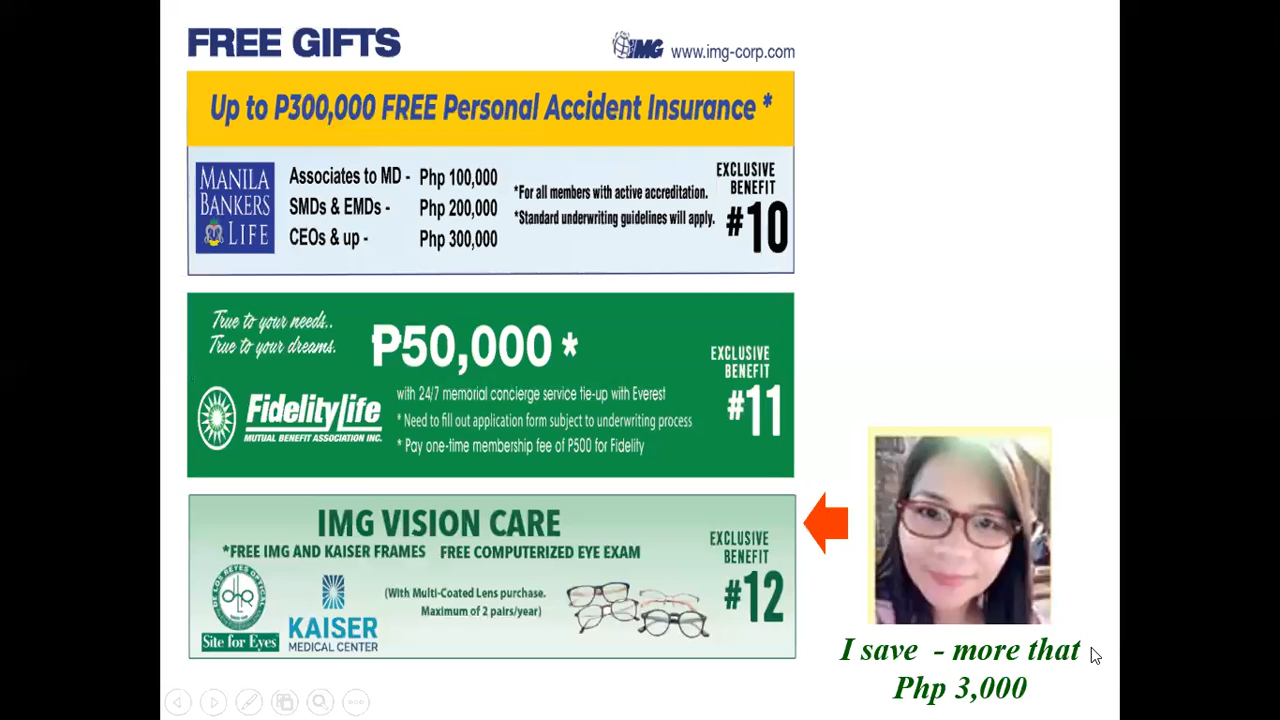 FREE GIFTS
IMG www.img-corp.com
Up to P300,000 FREE Personal Accident Insurance *
MANILA
BANKERS
LIFE
Associates to MD - Php 100,000
SMDs & EMDs - Php 200,000
CEOs & up - Php 300,000
*For all members with active accreditation.
*Standard underwriting guidelines will apply.
EXCLUSIVE
BENEFIT
#10
True to your needs..
True to your dreams.
FidelityLife
MUTUAL BENEFIT ASSOCIATION INC.
₱50,000 *
with 24/7 memorial concierge service tie-up with Everest
* Need to fill out application form subject to underwriting process
* Pay one-time membership fee of P500 for Fidelity
EXCLUSIVE
BENEFIT
#11
IMG VISION CARE
*FREE IMG AND KAISER FRAMES FREE COMPUTERIZED EYE EXAM
DE LOS REYES OPTICAL
Site for Eyes
KAISER
MEDICAL CENTER
(With Multi-Coated Lens purchase.
Maximum of 2 pairs/year)
EXCLUSIVE
BENEFIT
#12
I save - more that
Php 3,000